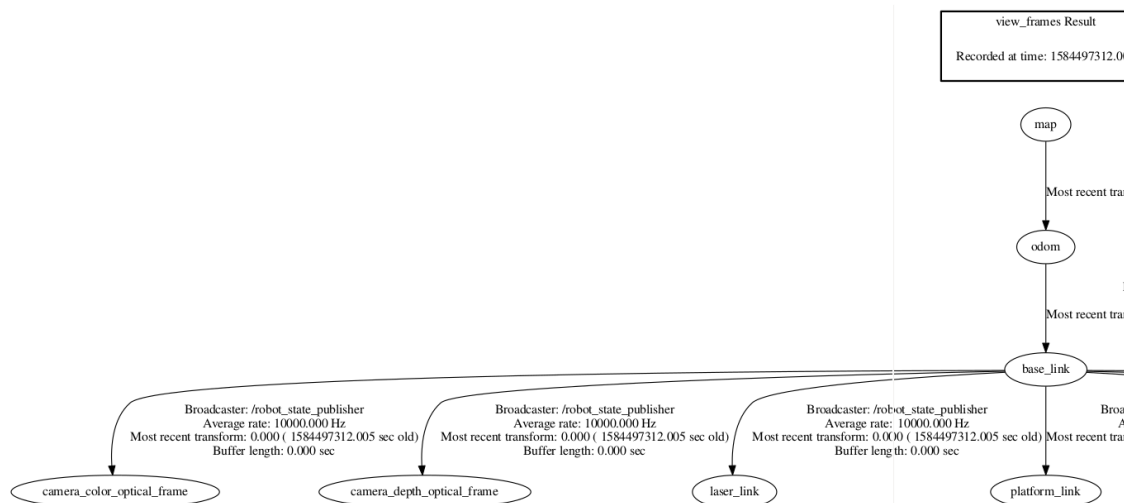 view_frames Result
Recorded at time: 1584497312.00
map
Most recent
odom
Most recent
base_link
Broadcaster: /robot_state_publisher
Average rate: 10000.000 Hz
Most recent transform: 0.000 ( 1584497312.005 sec old)
Buffer length: 0.000 sec
Broadcaster: /robot_state_publisher
Average rate: 10000.000 Hz
Most recent transform: 0.000 ( 1584497312.005 sec old)
Buffer length: 0.000 sec
Broadcaster: /robot_state_publisher
Average rate: 10000.000 Hz
Most recent transform: 0.000 ( 1584497312.005 sec old)
Buffer length: 0.000 sec
Most recent
camera_color_optical_frame
camera_depth_optical_frame
laser_link
platform_link